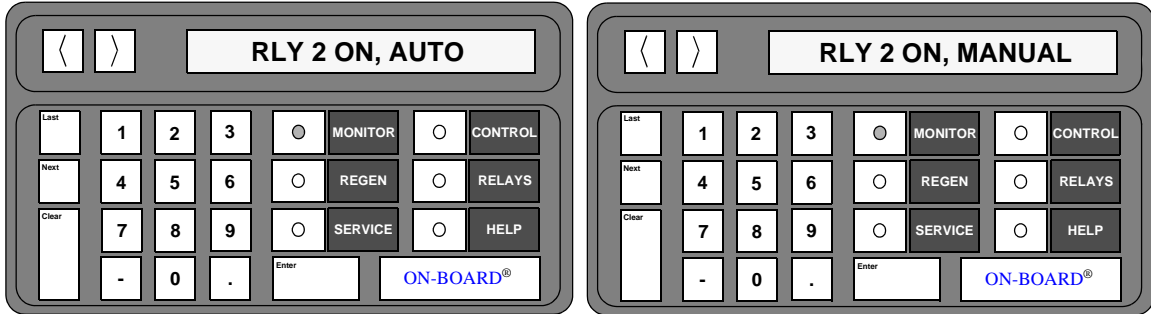 〈 〉 RLY 2 ON, AUTO
Last 1 2 3 MONITOR CONTROL
Next 4 5 6 REGEN RELAYS
Clear 7 8 9 SERVICE HELP
- 0 . Enter ON-BOARD®
〈 〉 RLY 2 ON, MANUAL
Last 1 2 3 MONITOR CONTROL
Next 4 5 6 REGEN RELAYS
Clear 7 8 9 SERVICE HELP
- 0 . Enter ON-BOARD®